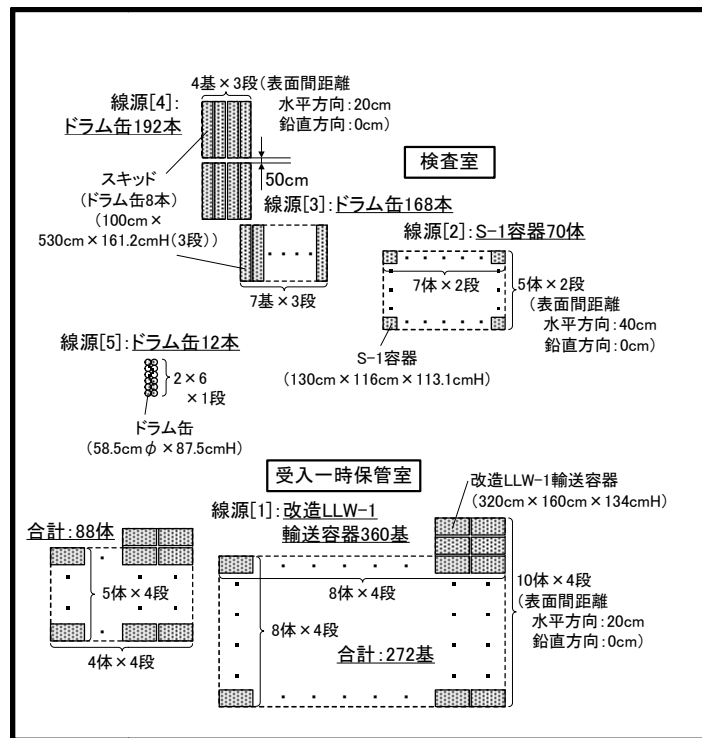 4基×3段(表面間距離
水平方向:20cm
鉛直方向:0cm)
線源[4]:
ドラム缶192本
検査室
50cm
スキッド
(ドラム缶8本)
(100cm×
530cm×161.2cmH(3段))
線源[3]:ドラム缶168本
7基×3段
線源[2]:S-1容器70体
7体×2段
5体×2段
(表面間距離
水平方向:40cm
鉛直方向:0cm)
S-1容器
(130cm×116cm×113.1cmH)
線源[5]:ドラム缶12本
2×6
×1段
ドラム缶
(58.5cmφ×87.5cmH)
受入一時保管室
改造LLW-1輸送容器
(320cm×160cm×134cmH)
線源[1]:改造LLW-1
輸送容器360基
合計:88体
5体×4段
4体×4段
8体×4段
8体×4段
合計:272基
10体×4段
(表面間距離
水平方向:20cm
鉛直方向:0cm)